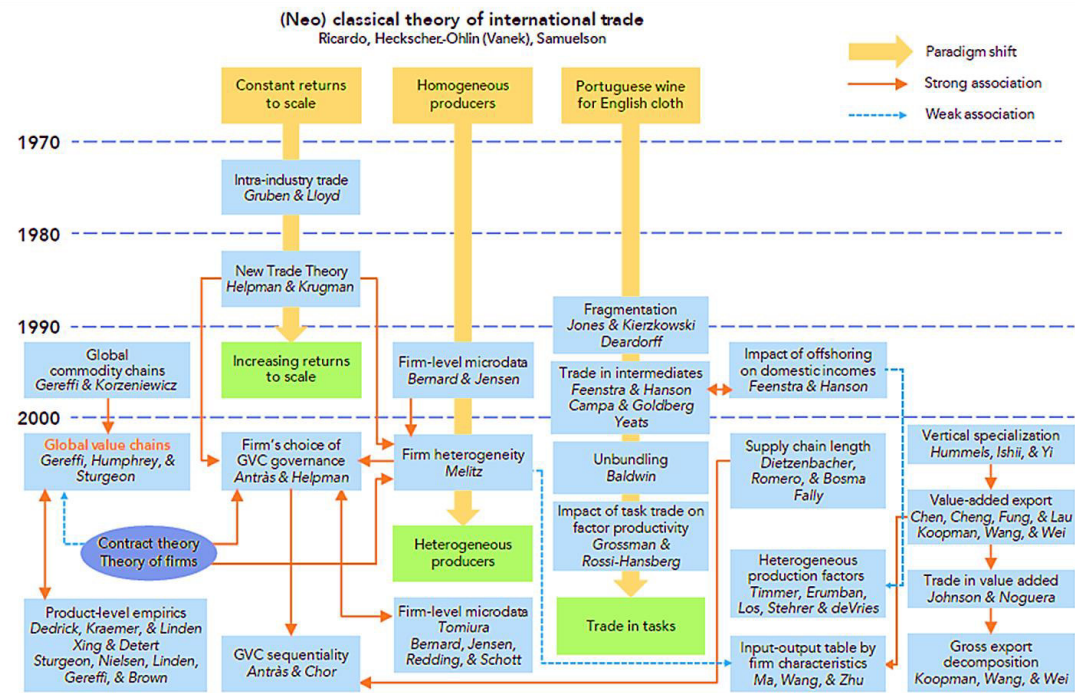 (Neo) classical theory of international trade
Ricardo, Heckscher-Ohlin (Vanek), Samuelson
Paradigm shift
Strong association
Weak association
Constant returns
to scale
Homogeneous
producers
Portuguese wine
for English cloth
1970
Intra-industry trade
Gruben & Lloyd
1980
New Trade Theory
Helpman & Krugman
Fragmentation
Jones & Kierzkowski
Deardorff
1990
Global
commodity chains
Gereffi & Korzeniewicz
Increasing returns
to scale
Firm-level microdata
Bernard & Jensen
Trade in intermediates
Feenstra & Hanson
Campa & Goldberg
Yeats
Impact of offshoring
on domestic incomes
Feenstra & Hanson
2000
Global value chains
Gereffi, Humphrey, &
Sturgeon
Firm's choice of
GVC governance
Antràs & Helpman
Firm heterogeneity
Melitz
Unbundling
Baldwin
Supply chain length
Dietzenbacher,
Romero, & Bosma
Fally
Vertical specialization
Hummels, Ishii, & Yi
Contract theory
Theory of firms
Heterogeneous
producers
Impact of task trade on
factor productivity
Grossman &
Rossi-Hansberg
Value-added export
Chen, Cheng, Fung, & Lau
Koopman, Wang, & Wei
Heterogeneous
production factors
Timmer, Erumban,
Los, Stehrer & deVries
Trade in value added
Johnson & Noguera
Product-level empirics
Dedrick, Kraemer, & Linden
Xing & Detert
Sturgeon, Nielsen, Linden,
Gereffi, & Brown
GVC sequentiality
Antràs & Chor
Firm-level microdata
Tomiura
Bernard, Jensen,
Redding, & Schott
Trade in tasks
Input-output table by
firm characteristics
Ma, Wang, & Zhu
Gross export
decomposition
Koopman, Wang, & Wei